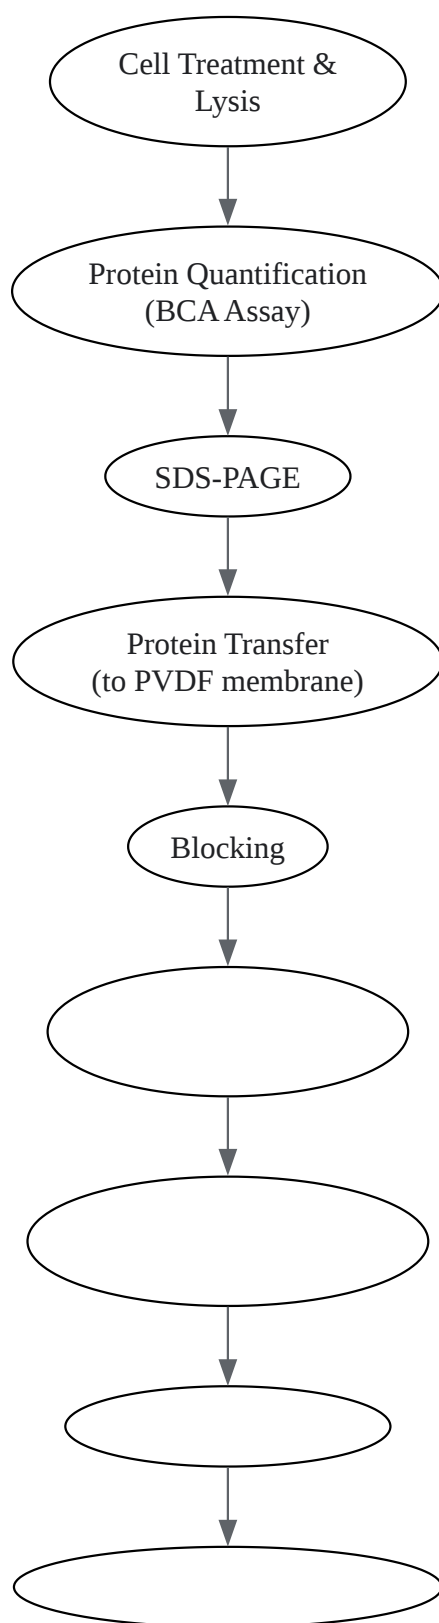 Cell Treatment &
Lysis
Protein Quantification
(BCA Assay)
SDS-PAGE
Protein Transfer
(to PVDF membrane)
Blocking